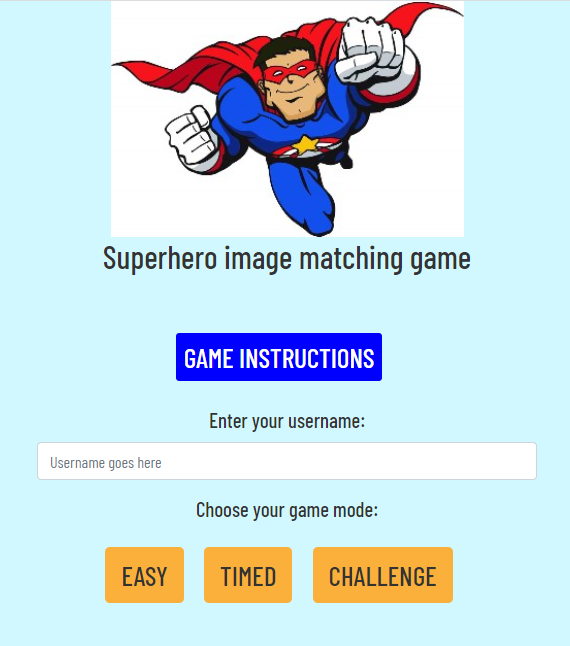 Superhero image matching game
GAME INSTRUCTIONS
Enter your username:
Username goes here
Choose your game mode:
EASY TIMED CHALLENGE